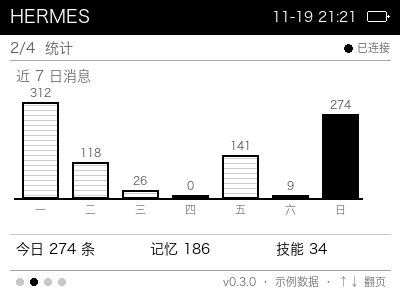 HERMES 11-19 21:21
2/4 统计 已连接
近 7 日消息
312 118 26 0 141 9 274
一 二 三 四 五 六 日
今日 274 条 记忆 186 技能 34
v0.3.0 · 示例数据 · ↑↓ 翻页